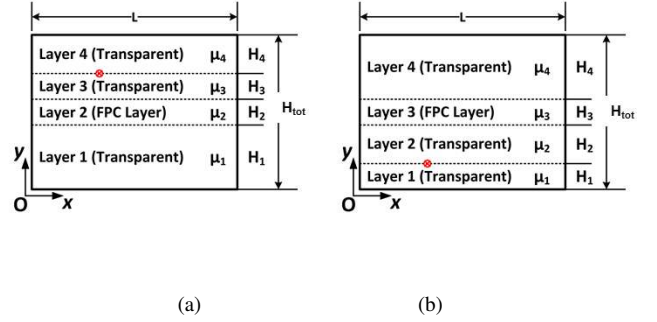 L
Layer 4 (Transparent) μ₄ H₄
Layer 3 (Transparent) μ₃ H₃
Layer 2 (FPC Layer) μ₂ H₂
Layer 1 (Transparent) μ₁ H₁
H_tot
y
O x
(a)
L
Layer 4 (Transparent) μ₄ H₄
Layer 3 (FPC Layer) μ₃ H₃
Layer 2 (Transparent) μ₂ H₂
Layer 1 (Transparent) μ₁ H₁
H_tot
y
O x
(b)